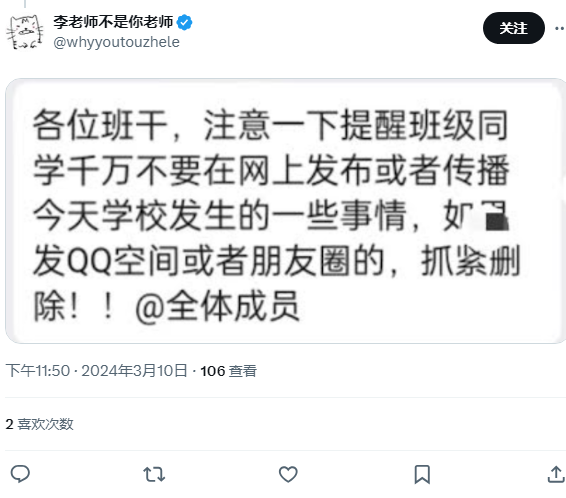 李老师不是你老师
@whyyoutouzhele
关注
各位班干，注意一下提醒班级同
学千万不要在网上发布或者传播
今天学校发生的一些事情，如
发QQ空间或者朋友圈的，抓紧删
除！！@全体成员
下午11:50 · 2024年3月10日 · 106 查看
2 喜欢次数